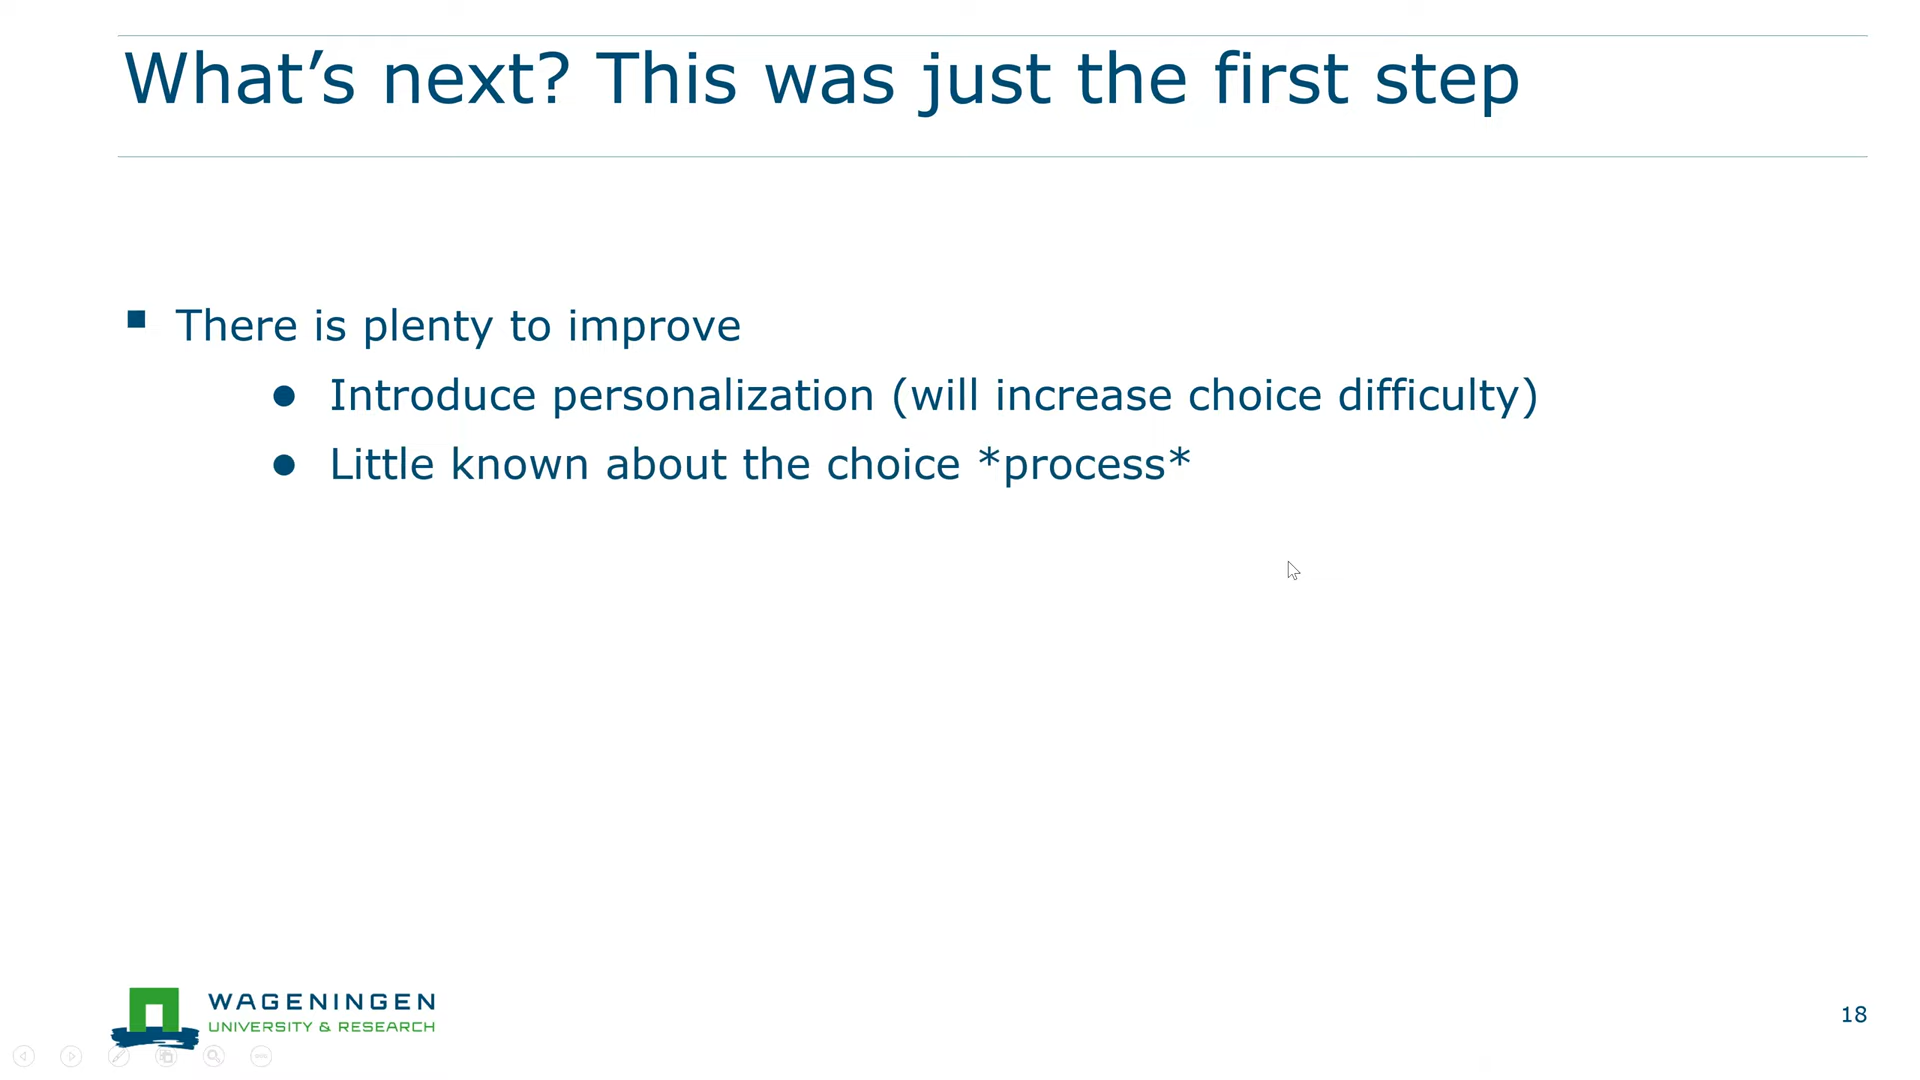 What’s next? This was just the first step
There is plenty to improve
Introduce personalization (will increase choice difficulty)
Little known about the choice *process*
WAGENINGEN
UNIVERSITY & RESEARCH
18